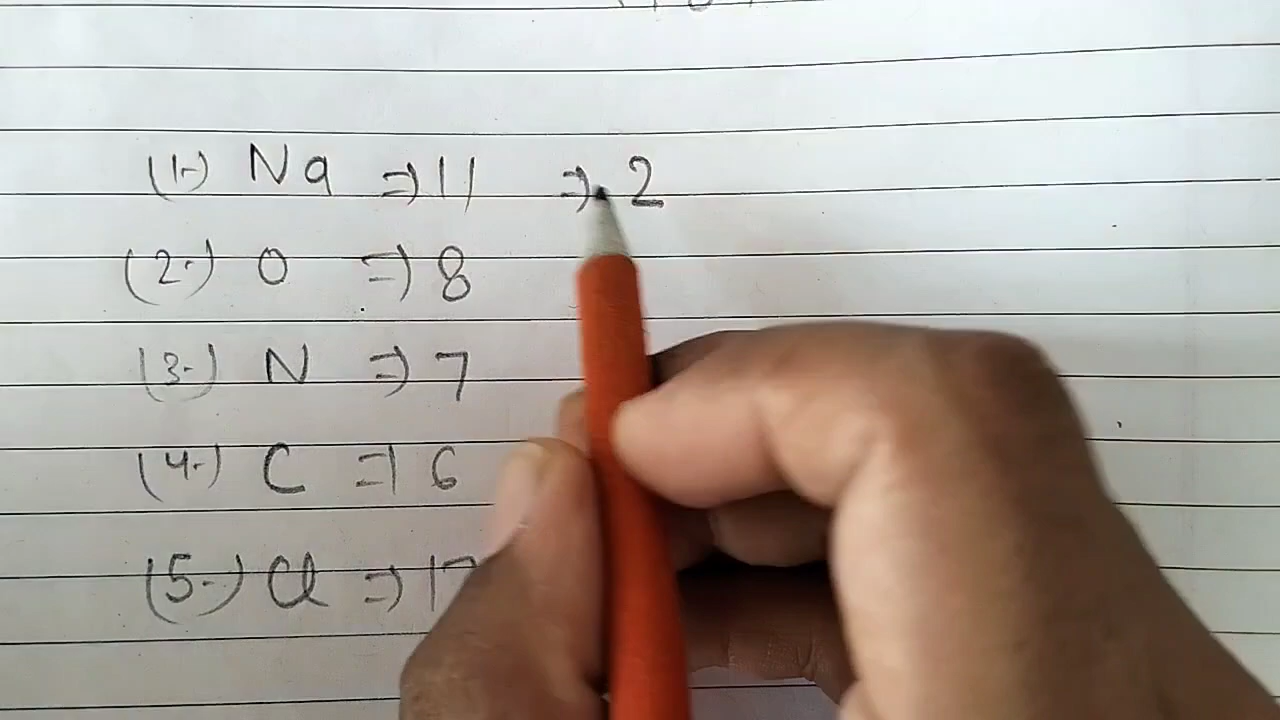 (1.) Na ⇒ 11 ⇒ 2
(2.) O ⇒ 8
(3.) N ⇒ 7
(4.) C ⇒ 6
(5.) Cl ⇒ 17